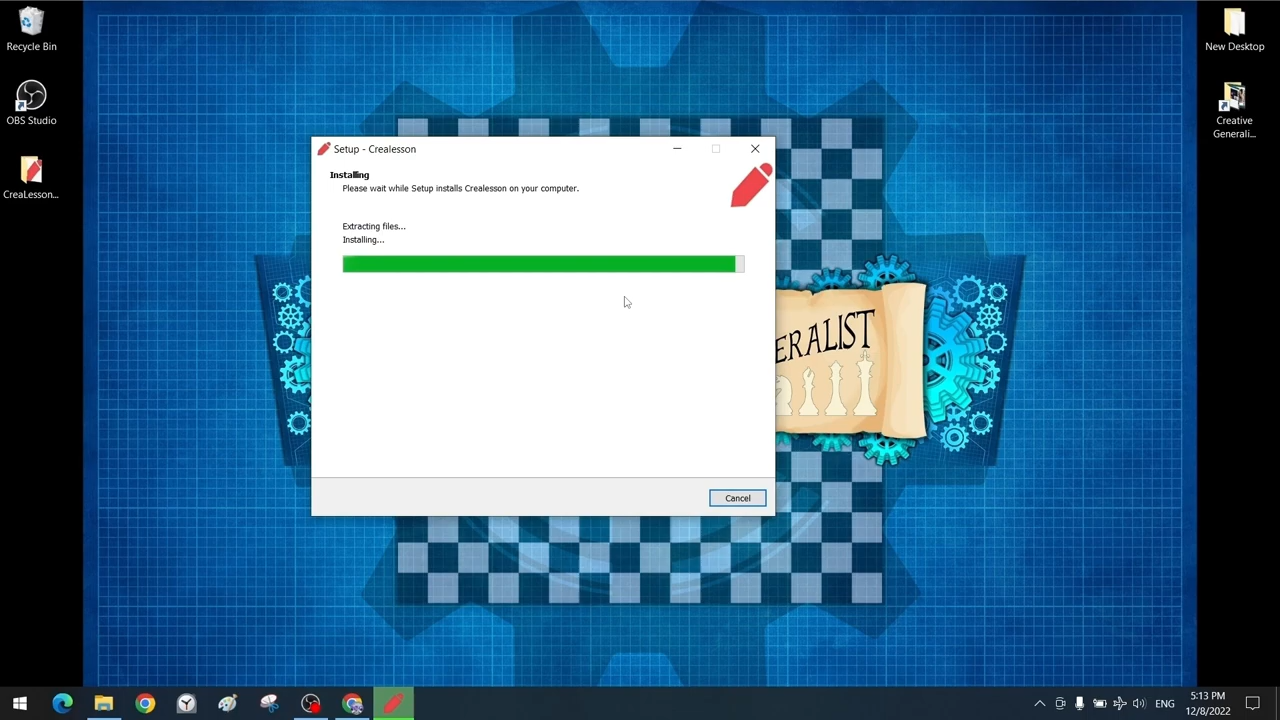 Recycle Bin
OBS Studio
CreaLesson...
New Desktop
Creative
Generali...
Setup - Crealesson
Installing
Please wait while Setup installs Crealesson on your computer.
Extracting files...
Installing...
Cancel
ERALIST
ENG
5:13 PM
12/8/2022